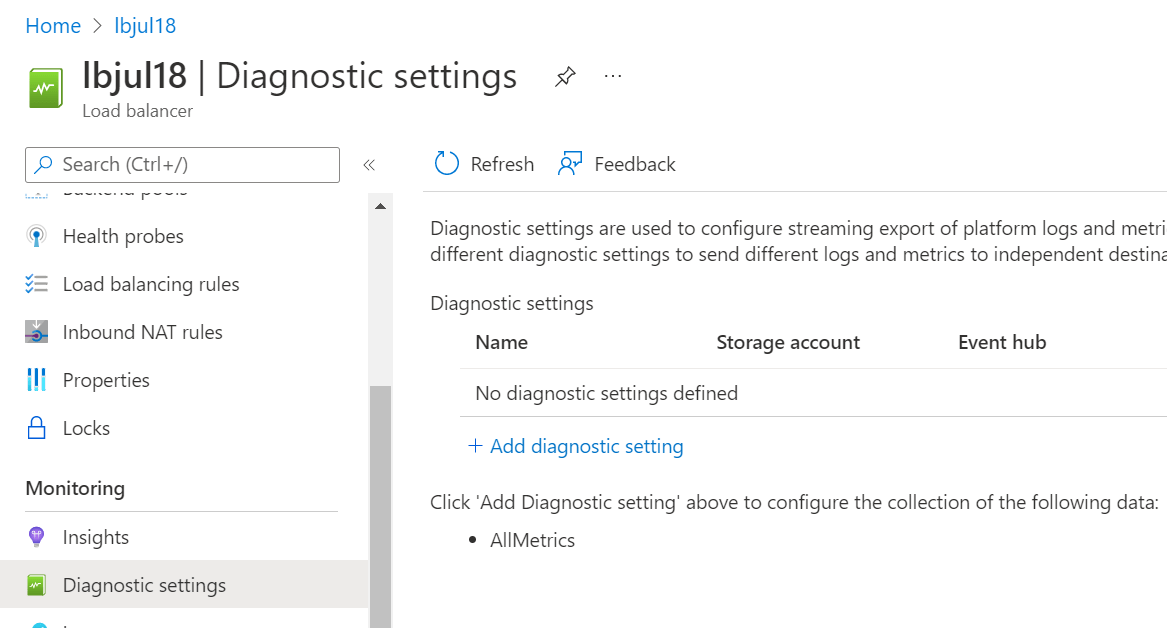 Home > lbjul18
lbjul18 | Diagnostic settings
Load balancer
Search (Ctrl+/)
Backend pools
Health probes
Load balancing rules
Inbound NAT rules
Properties
Locks
Monitoring
Insights
Diagnostic settings
Refresh Feedback
Diagnostic settings are used to configure streaming export of platform logs and metri
different diagnostic settings to send different logs and metrics to independent destina
Diagnostic settings
Name Storage account Event hub
No diagnostic settings defined
+ Add diagnostic setting
Click 'Add Diagnostic setting' above to configure the collection of the following data:
• AllMetrics